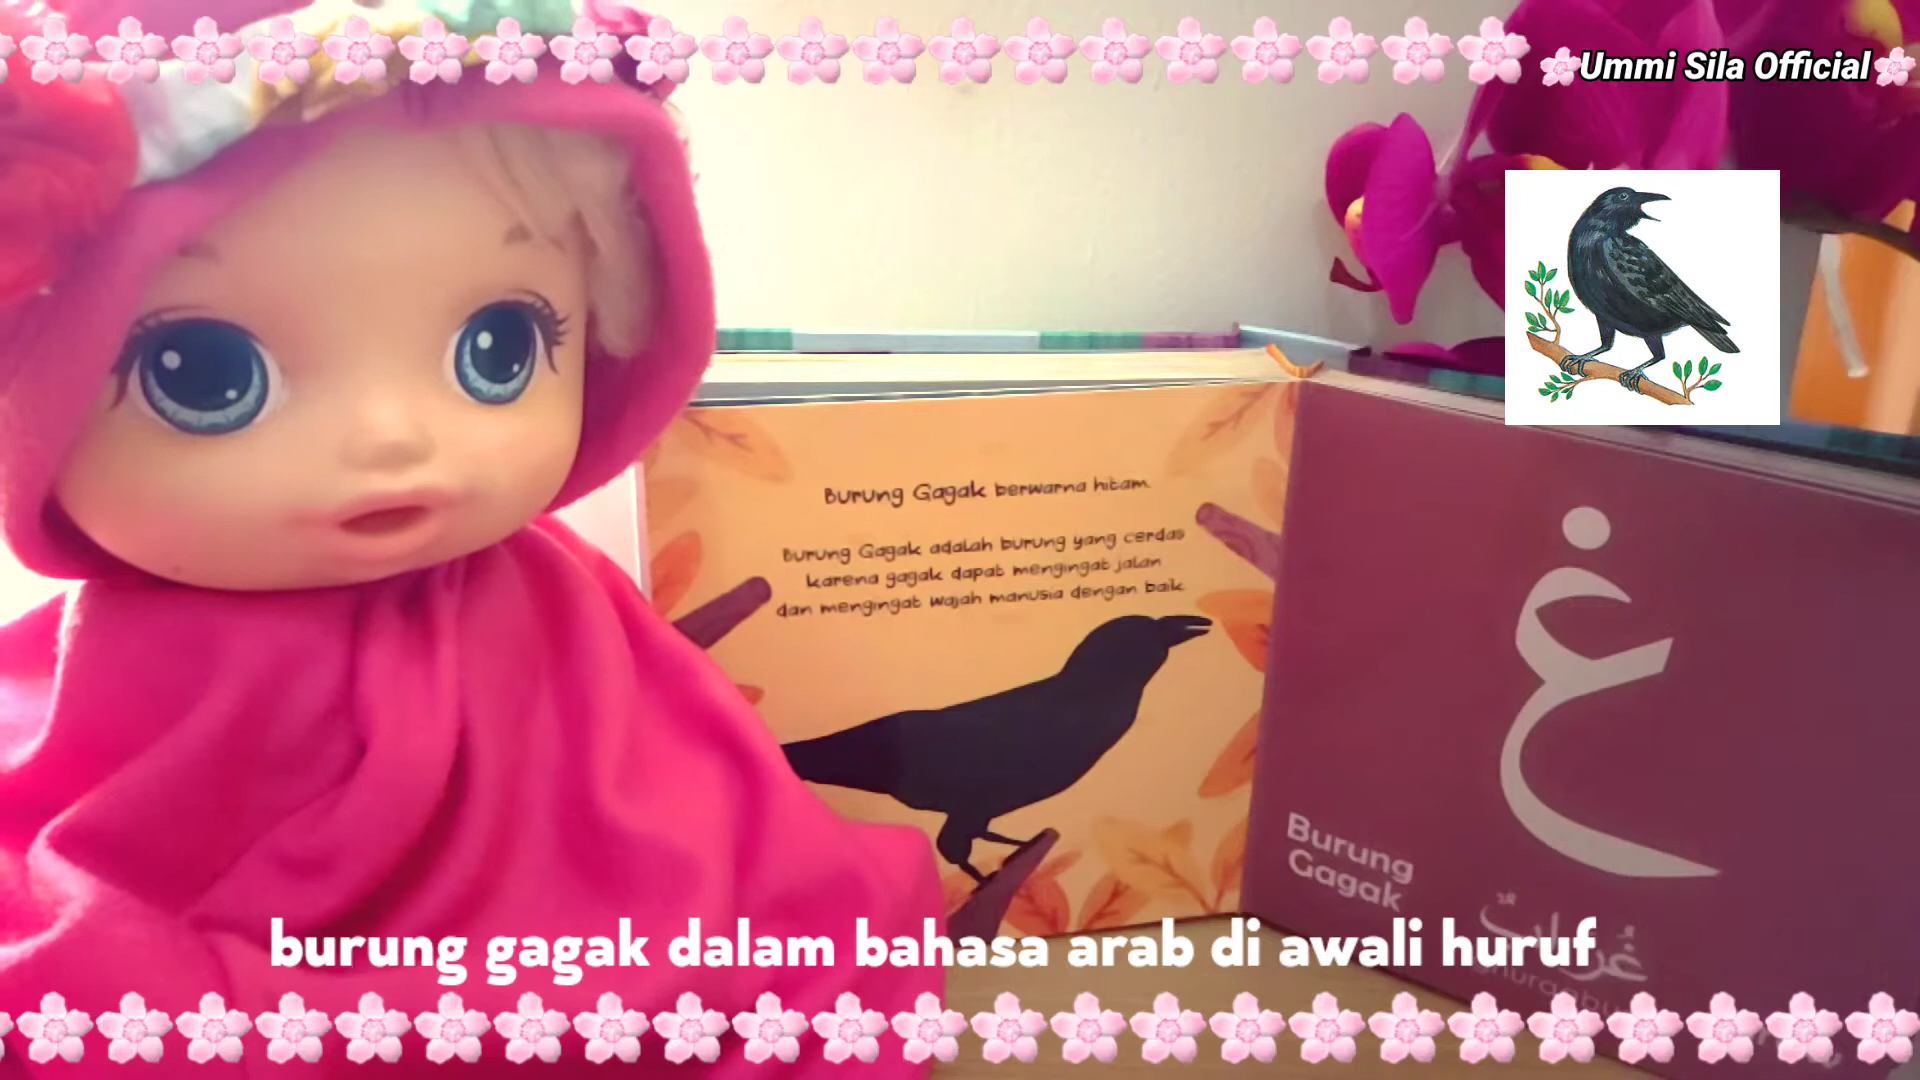 Ummi Sila Official
Burung Gagak berwarna hitam.
Burung Gagak adalah burung yang cerdas
karena gagak dapat mengingat jalan
dan mengingat wajah manusia dengan baik.
غ
Burung
Gagak
غُرَابٌ
burung gagak dalam bahasa arab di awali huruf